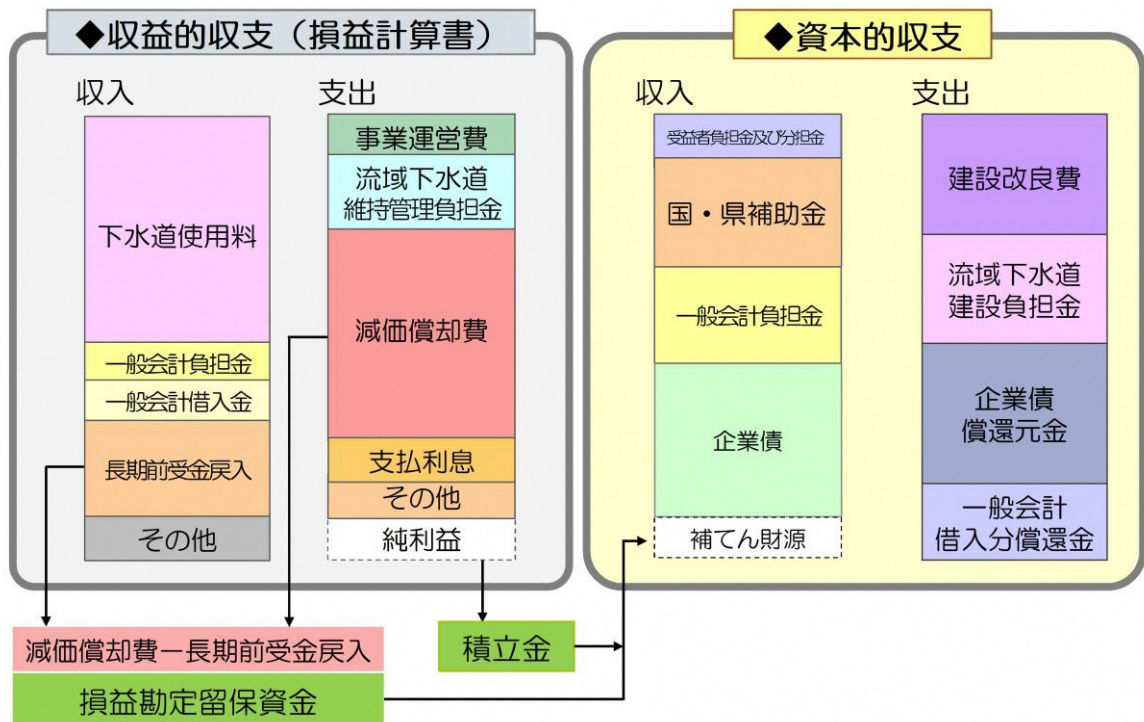 ◆収益的収支（損益計算書）
収入
支出
下水道使用料
一般会計負担金
一般会計借入金
長期前受金戻入
その他
事業運営費
流域下水道
維持管理負担金
減価償却費
支払利息
その他
純利益
減価償却費－長期前受金戻入
損益勘定留保資金
積立金
◆資本的収支
収入
支出
受益者負担金及び分担金
国・県補助金
一般会計負担金
企業債
補てん財源
建設改良費
流域下水道
建設負担金
企業債
償還元金
一般会計
借入分償還金